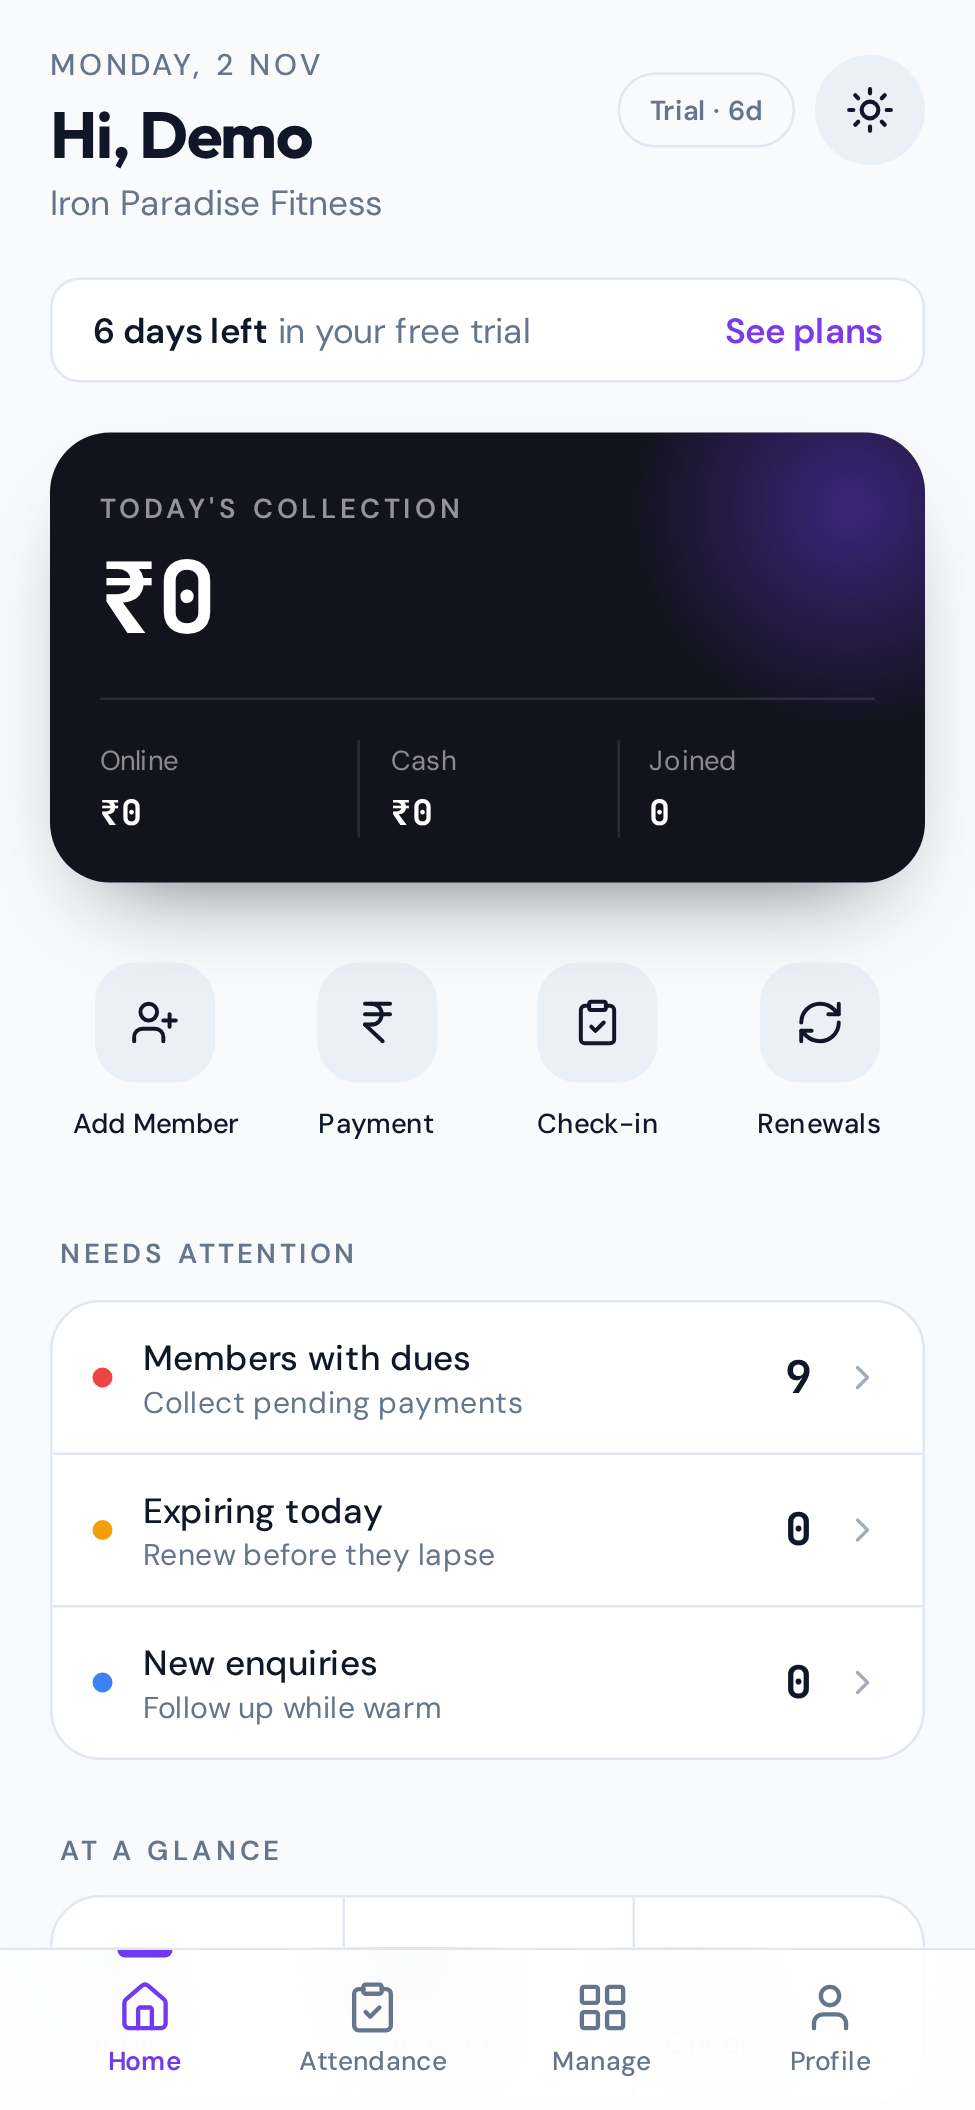 MONDAY, 2 NOV
Hi, Demo
Iron Paradise Fitness
Trial · 6d
6 days left in your free trial
See plans
TODAY'S COLLECTION
₹0
Online
₹0
Cash
₹0
Joined
0
Add Member
Payment
Check-in
Renewals
NEEDS ATTENTION
Members with dues
Collect pending payments
9
Expiring today
Renew before they lapse
0
New enquiries
Follow up while warm
0
AT A GLANCE
Home
Attendance
Manage
Profile